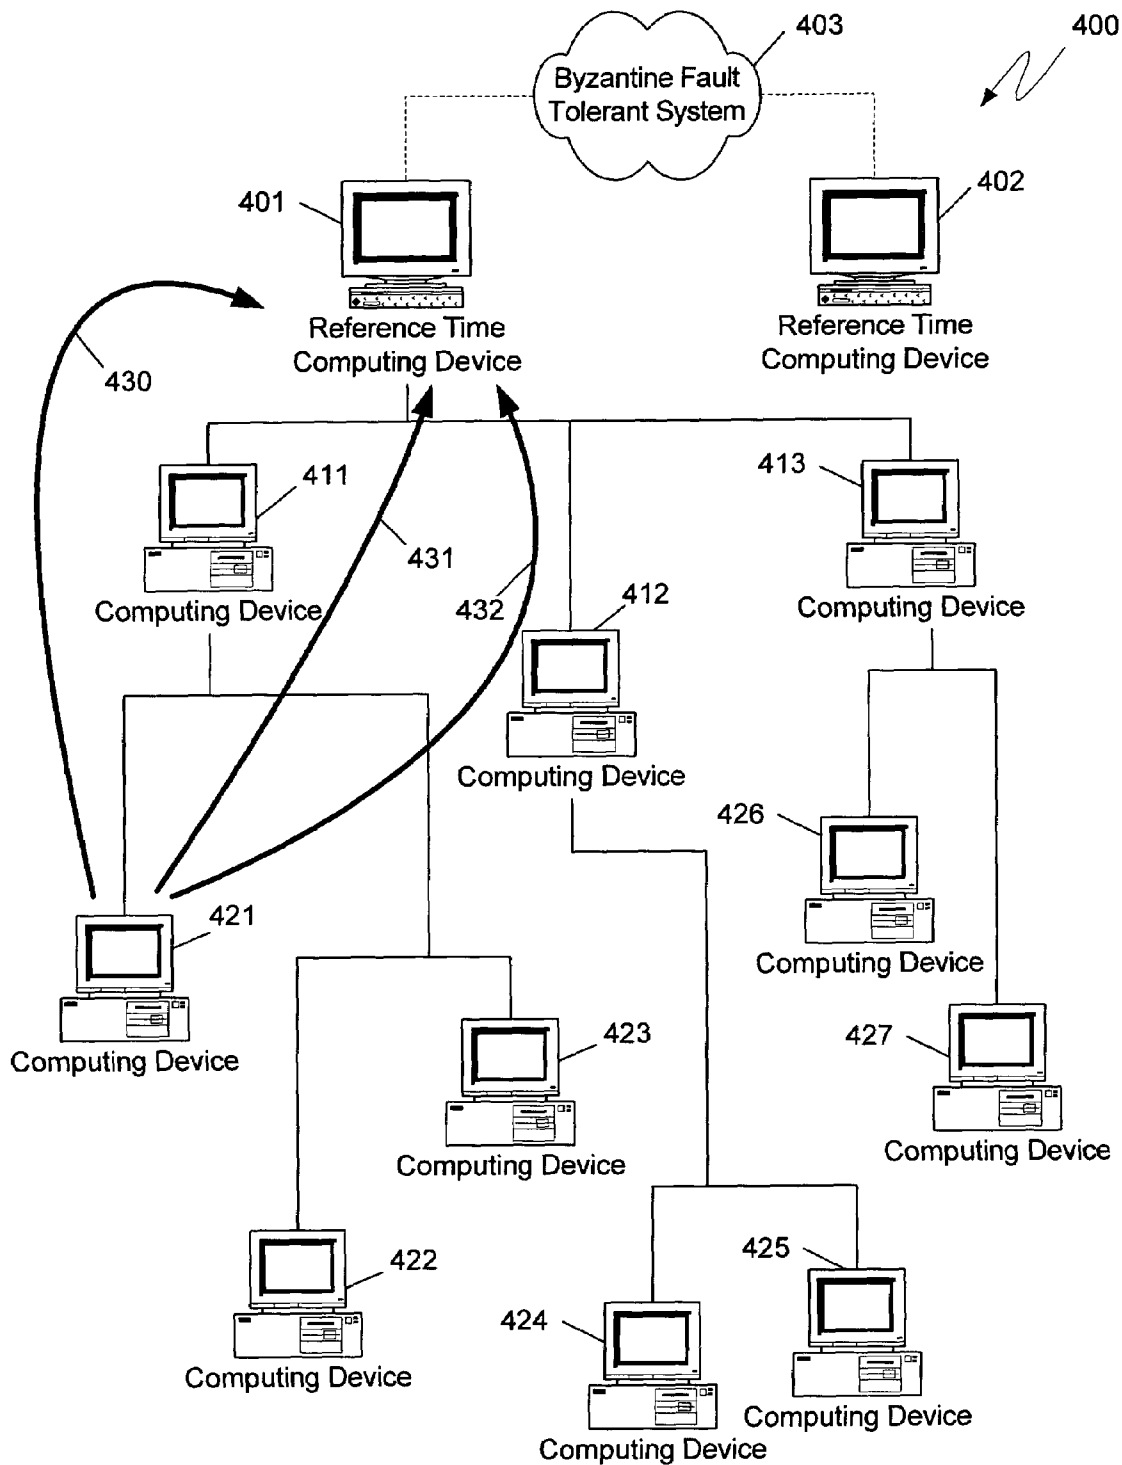 403
400
Byzantine Fault
Tolerant System
401
402
Reference Time
Computing Device
Reference Time
Computing Device
430
411
413
431
432
412
Computing Device
Computing Device
Computing Device
426
421
Computing Device
423
427
Computing Device
Computing Device
Computing Device
425
422
424
Computing Device
Computing Device
Computing Device